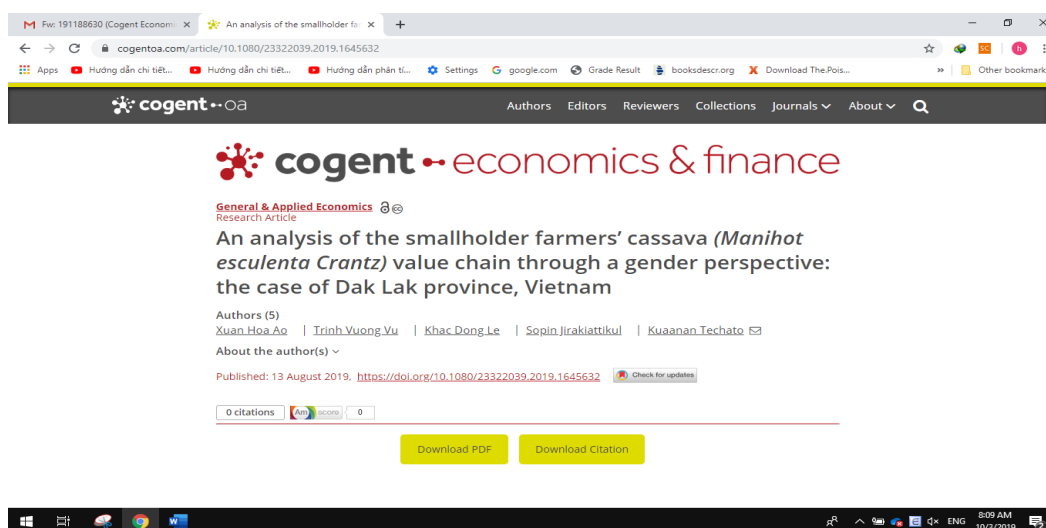 Fw: 191188630 (Cogent Economi
An analysis of the smallholder fa
cogentoa.com/article/10.1080/23322039.2019.1645632
SC h
Apps Hướng dẫn chi tiết... Hướng dẫn chi tiết... Hướng dẫn phân tí... Settings google.com Grade Result booksdescr.org Download The.Pois... » Other bookmark
cogent oa Authors Editors Reviewers Collections Journals About
cogent economics & finance
General & Applied Economics
Research Article
An analysis of the smallholder farmers' cassava (Manihot
esculenta Crantz) value chain through a gender perspective:
the case of Dak Lak province, Vietnam
Authors (5)
Xuan Hoa Ao | Trinh Vuong Vu | Khac Dong Le | Sopin Jirakiattikul | Kuaanan Techato
About the author(s)
Published: 13 August 2019, https://doi.org/10.1080/23322039.2019.1645632 Check for updates
0 citations Am score 0
Download PDF Download Citation
ENG 8:09 AM
10/3/2019